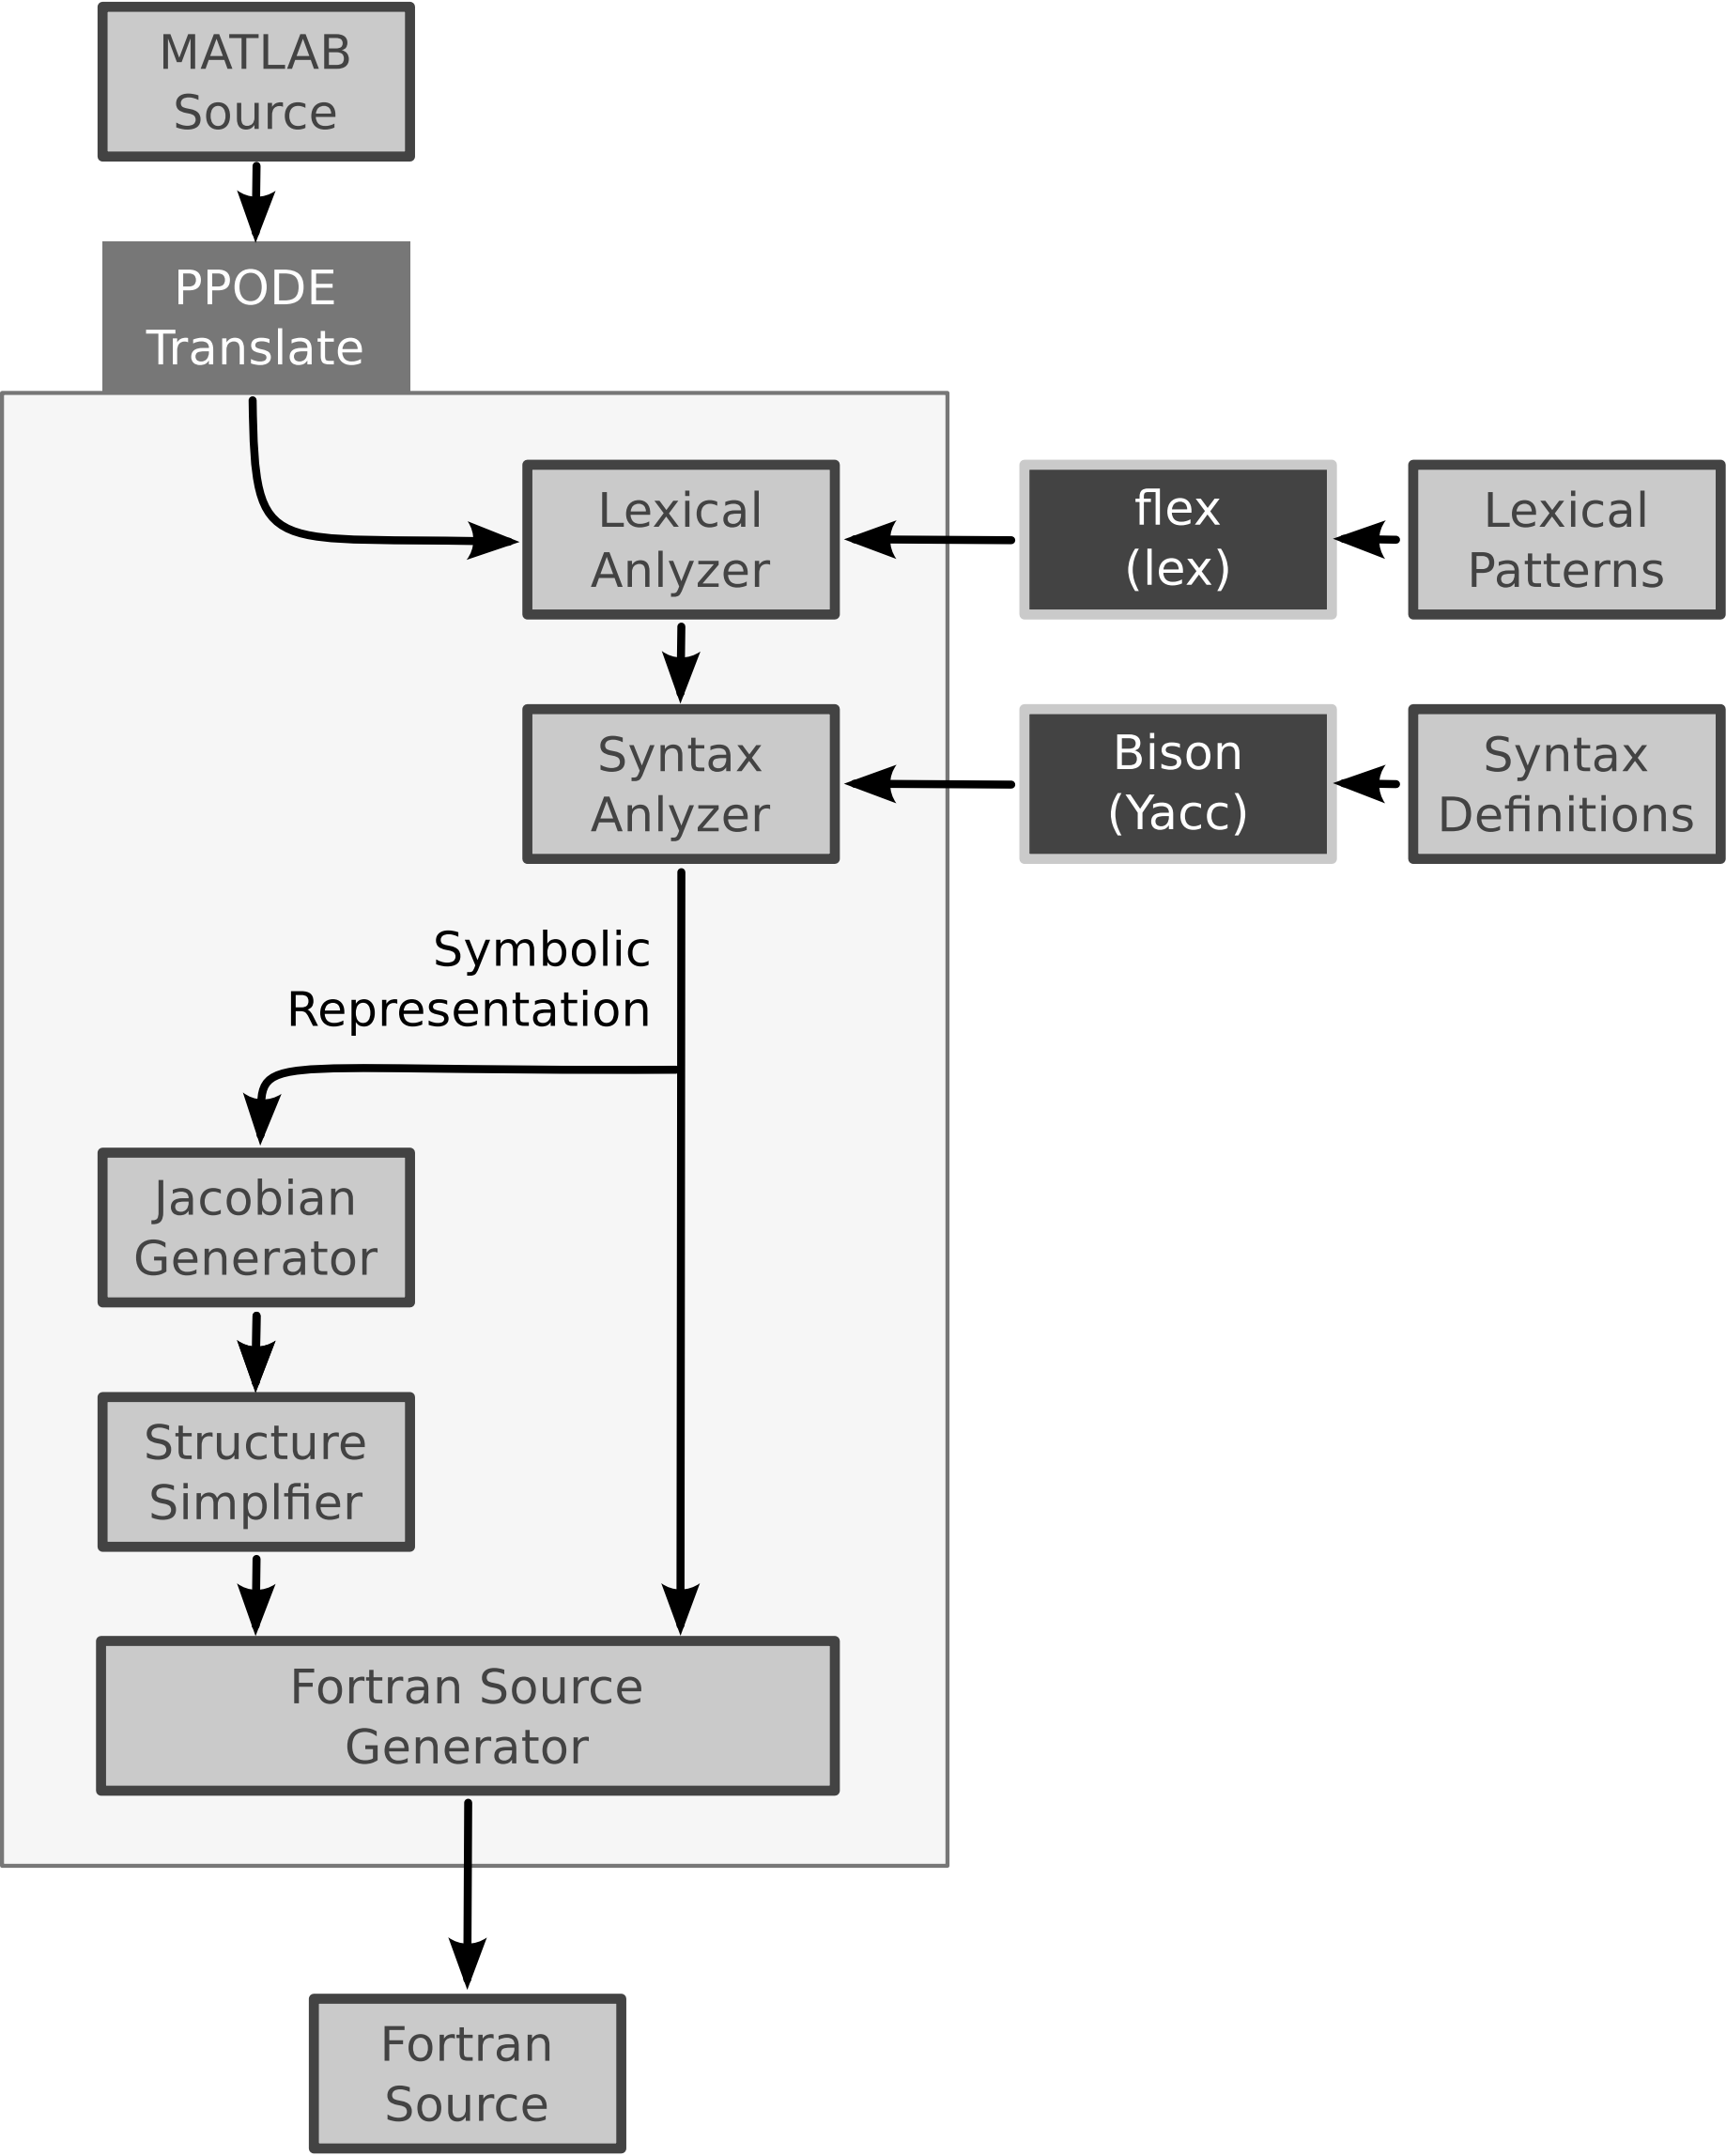 MATLAB
Source
PPODE
Translate
Lexical
Anlyzer
flex
(lex)
Lexical
Patterns
Syntax
Anlyzer
Bison
(Yacc)
Syntax
Definitions
Symbolic
Representation
Jacobian
Generator
Structure
Simplfier
Fortran Source
Generator
Fortran
Source